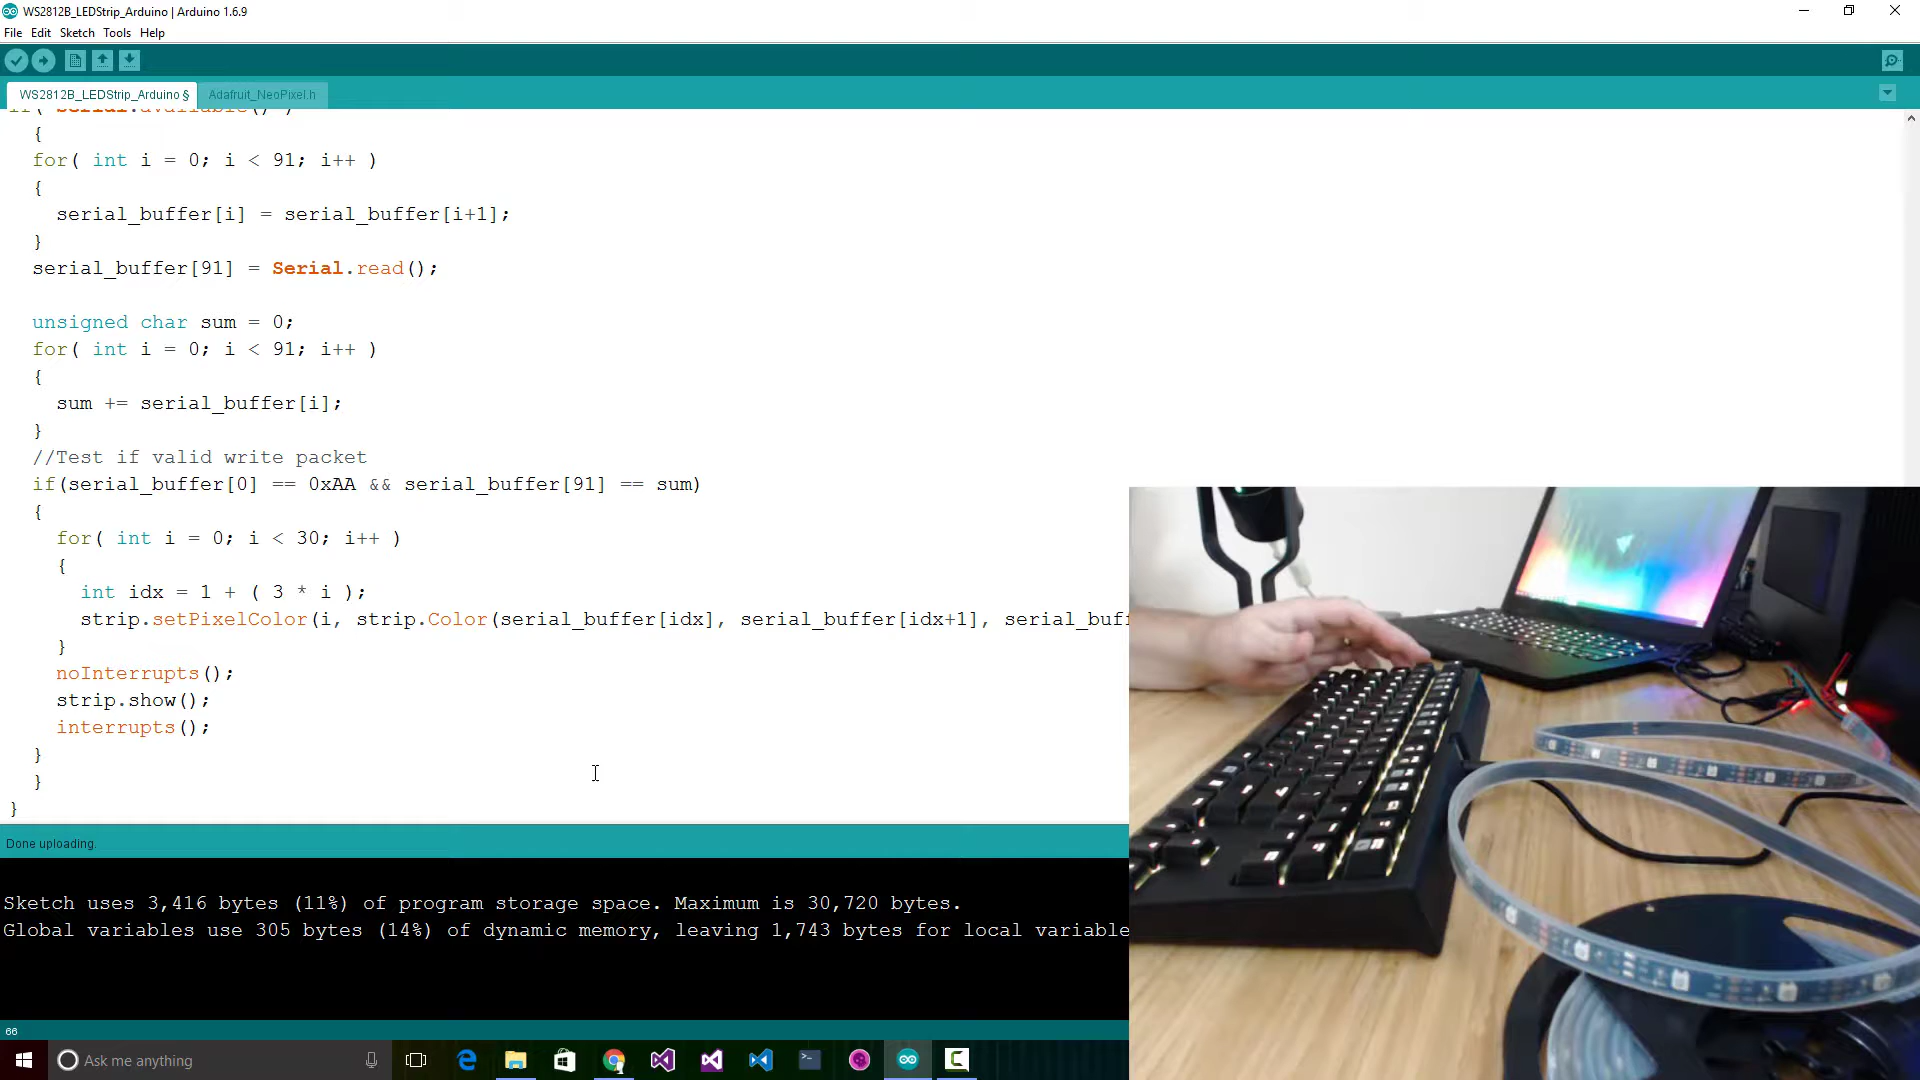 WS2812B_LEDStrip_Arduino | Arduino 1.6.9
File Edit Sketch Tools Help
WS2812B_LEDStrip_Arduino § Adafruit_NeoPixel.h
if( Serial.available() )
{
for( int i = 0; i < 91; i++ )
{
serial_buffer[i] = serial_buffer[i+1];
}
serial_buffer[91] = Serial.read();
unsigned char sum = 0;
for( int i = 0; i < 91; i++ )
{
sum += serial_buffer[i];
}
//Test if valid write packet
if(serial_buffer[0] == 0xAA && serial_buffer[91] == sum)
{
for( int i = 0; i < 30; i++ )
{
int idx = 1 + ( 3 * i );
strip.setPixelColor(i, strip.Color(serial_buffer[idx], serial_buffer[idx+1], serial_buff
}
noInterrupts();
strip.show();
interrupts();
}
}
}
Done uploading.
Sketch uses 3,416 bytes (11%) of program storage space. Maximum is 30,720 bytes.
Global variables use 305 bytes (14%) of dynamic memory, leaving 1,743 bytes for local variable
66
Ask me anything